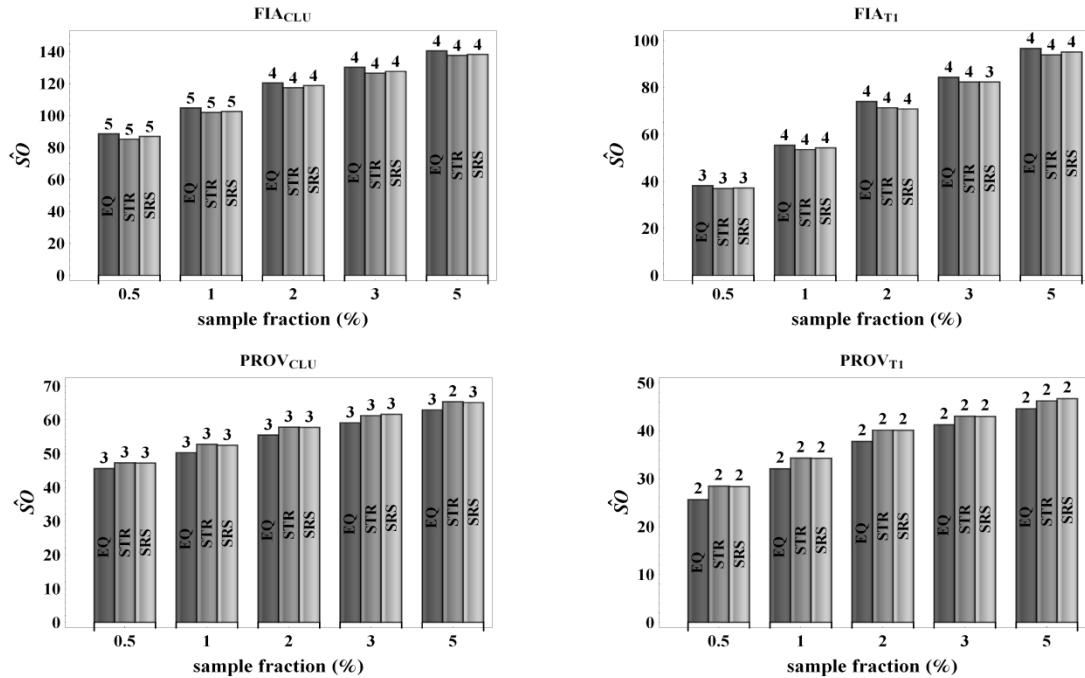 FIA_CLU
4 4 4
4 4 4
4 4 4
5 5 5
5 5 5
140
120
100
80
60
40
20
0
ŜO
EQ STR SRS EQ STR SRS EQ STR SRS EQ STR SRS EQ STR SRS
0.5 1 2 3 5
sample fraction (%)
FIA_T1
4 4 4
4 4 3
4 4 4
4 4 4
3 3 3
100
80
60
40
20
0
ŜO
EQ STR SRS EQ STR SRS EQ STR SRS EQ STR SRS EQ STR SRS
0.5 1 2 3 5
sample fraction (%)
PROV_CLU
3 2 3
3 3 3
3 3 3
3 3 3
3 3 3
70
60
50
40
30
20
10
0
ŜO
EQ STR SRS EQ STR SRS EQ STR SRS EQ STR SRS EQ STR SRS
0.5 1 2 3 5
sample fraction (%)
PROV_T1
2 2 2
2 2 2
2 2 2
2 2 2
2 2 2
50
40
30
20
10
0
ŜO
EQ STR SRS EQ STR SRS EQ STR SRS EQ STR SRS EQ STR SRS
0.5 1 2 3 5
sample fraction (%)